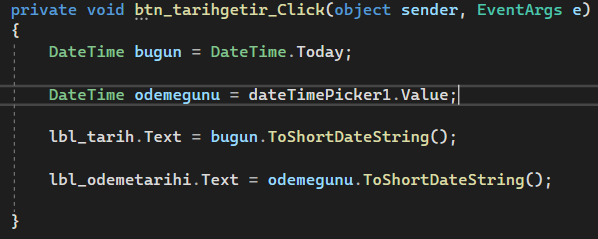 private void btn_tarihgetir_Click(object sender, EventArgs e)
{
DateTime bugun = DateTime.Today;
DateTime odemegunu = dateTimePicker1.Value;
lbl_tarih.Text = bugun.ToShortDateString();
lbl_odemetarihi.Text = odemegunu.ToShortDateString();
}